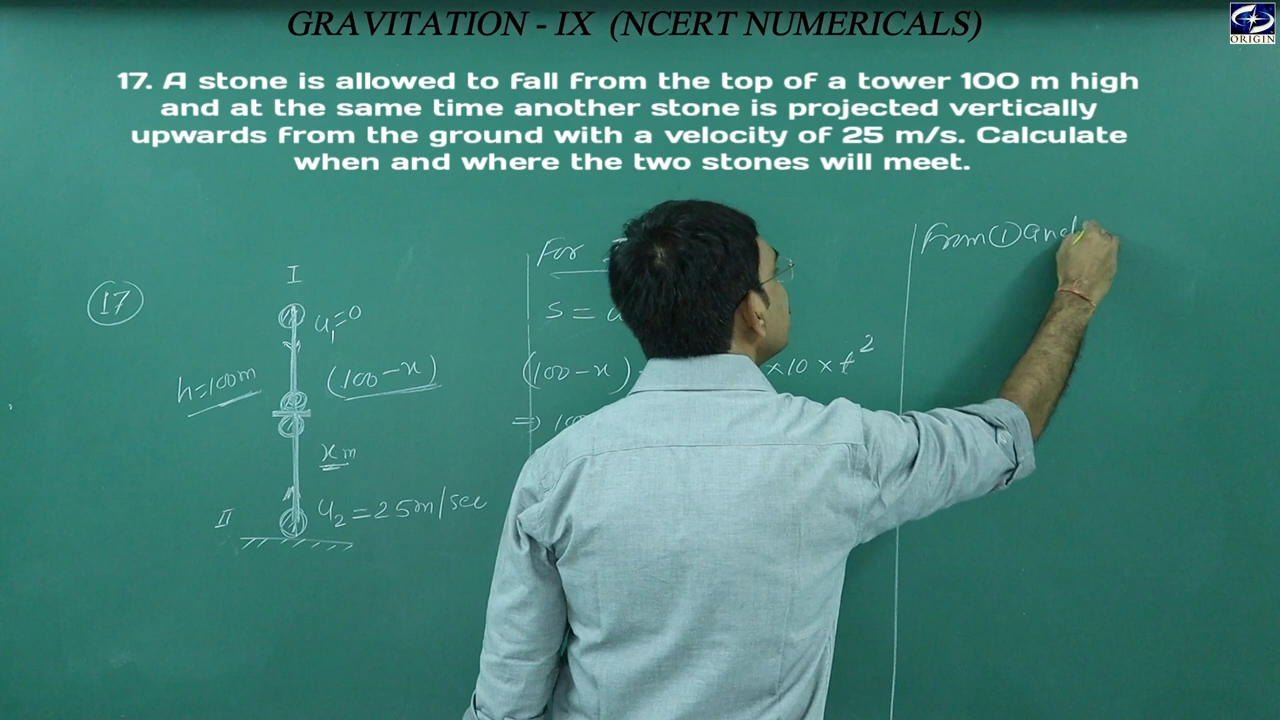 GRAVITATION - IX (NCERT NUMERICALS)
ORIGIN
17. A stone is allowed to fall from the top of a tower 100 m high
and at the same time another stone is projected vertically
upwards from the ground with a velocity of 25 m/s. Calculate
when and where the two stones will meet.
17
I
u₁=0
h=100m
(100-x)
x m
II
u₂=25m/sec
For
S = u
(100-x)
×10×t²
⇒
From ① and